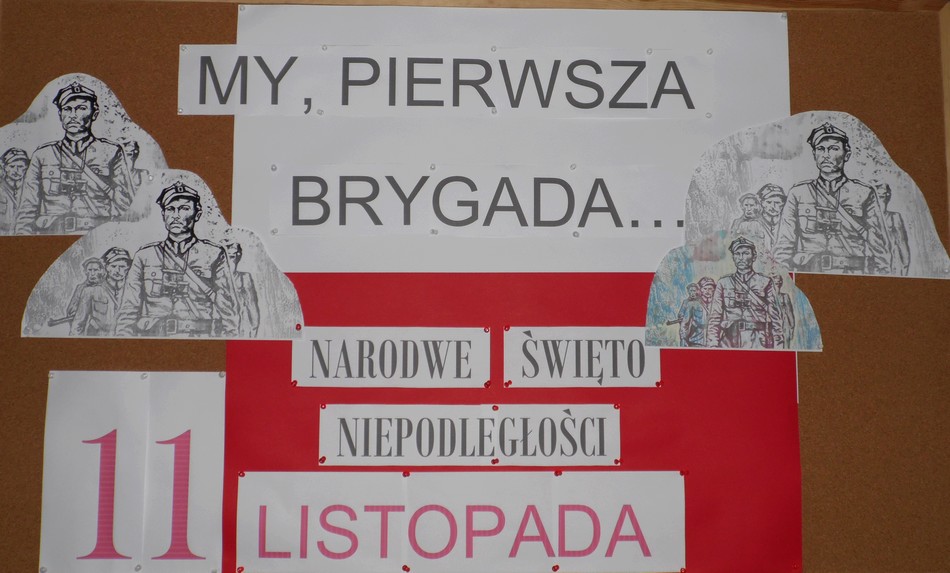 MY, PIERWSZA
BRYGADA...
NARODWE ŚWIĘTO
NIEPODLEGŁOŚCI
11 LISTOPADA